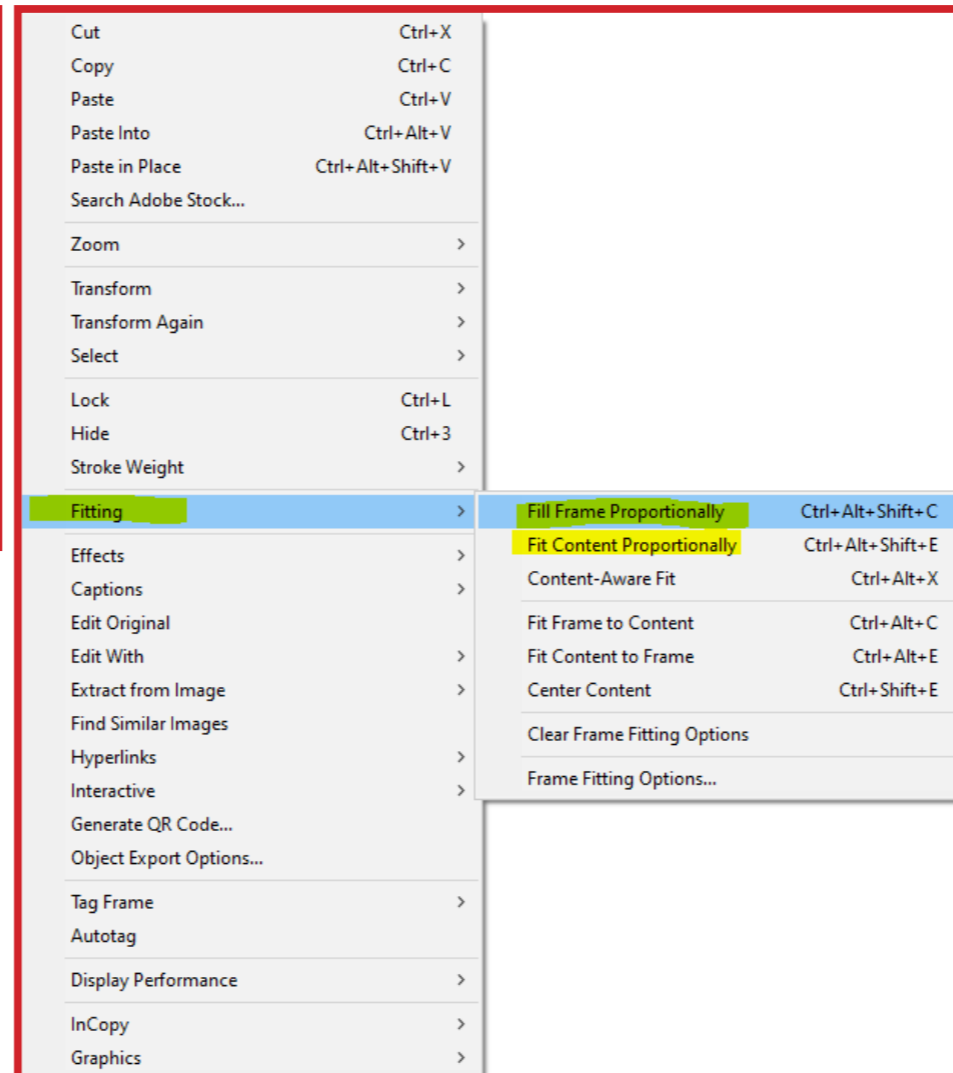 Cut Ctrl+X
Copy Ctrl+C
Paste Ctrl+V
Paste Into Ctrl+Alt+V
Paste in Place Ctrl+Alt+Shift+V
Search Adobe Stock...
Zoom >
Transform >
Transform Again >
Select >
Lock Ctrl+L
Hide Ctrl+3
Stroke Weight >
Fitting >
Effects >
Captions >
Edit Original
Edit With >
Extract from Image >
Find Similar Images
Hyperlinks >
Interactive >
Generate QR Code...
Object Export Options...
Tag Frame >
Autotag
Display Performance >
InCopy >
Graphics >
Fill Frame Proportionally Ctrl+Alt+Shift+C
Fit Content Proportionally Ctrl+Alt+Shift+E
Content-Aware Fit Ctrl+Alt+X
Fit Frame to Content Ctrl+Alt+C
Fit Content to Frame Ctrl+Alt+E
Center Content Ctrl+Shift+E
Clear Frame Fitting Options
Frame Fitting Options...